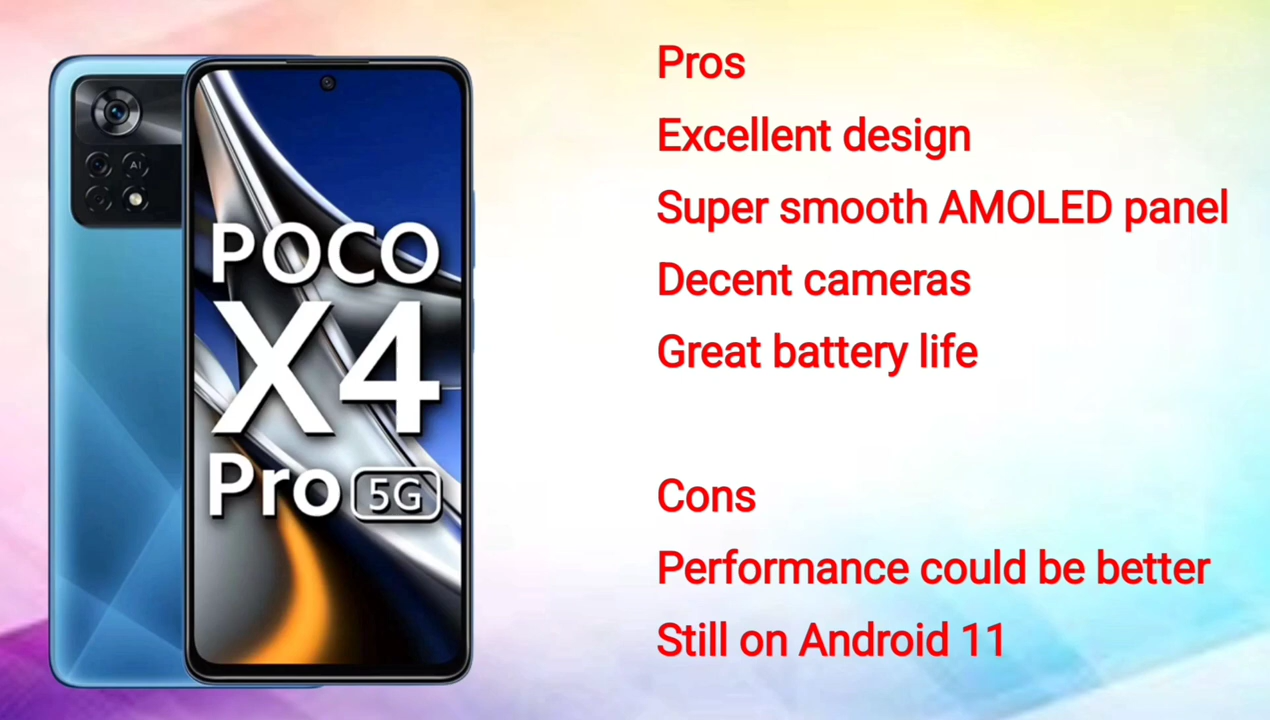 AI
POCO
X4
Pro 5G
Pros
Excellent design
Super smooth AMOLED panel
Decent cameras
Great battery life
Cons
Performance could be better
Still on Android 11